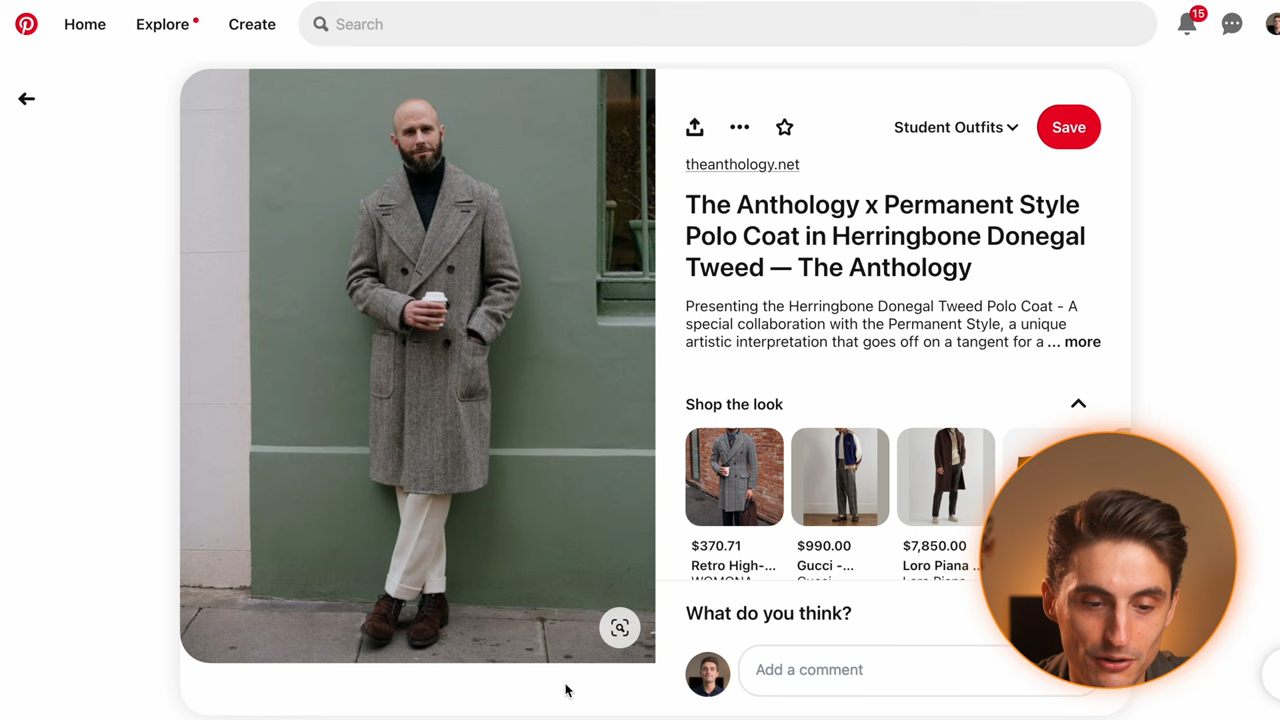 Home
Explore
Create
Search
15
Student Outfits
Save
theanthology.net
The Anthology x Permanent Style
Polo Coat in Herringbone Donegal
Tweed — The Anthology
Presenting the Herringbone Donegal Tweed Polo Coat - A
special collaboration with the Permanent Style, a unique
artistic interpretation that goes off on a tangent for a ... more
Shop the look
$370.71
Retro High-...
$990.00
Gucci -...
Gucci
$7,850.00
Loro Piana ...
Loro Piana
What do you think?
Add a comment